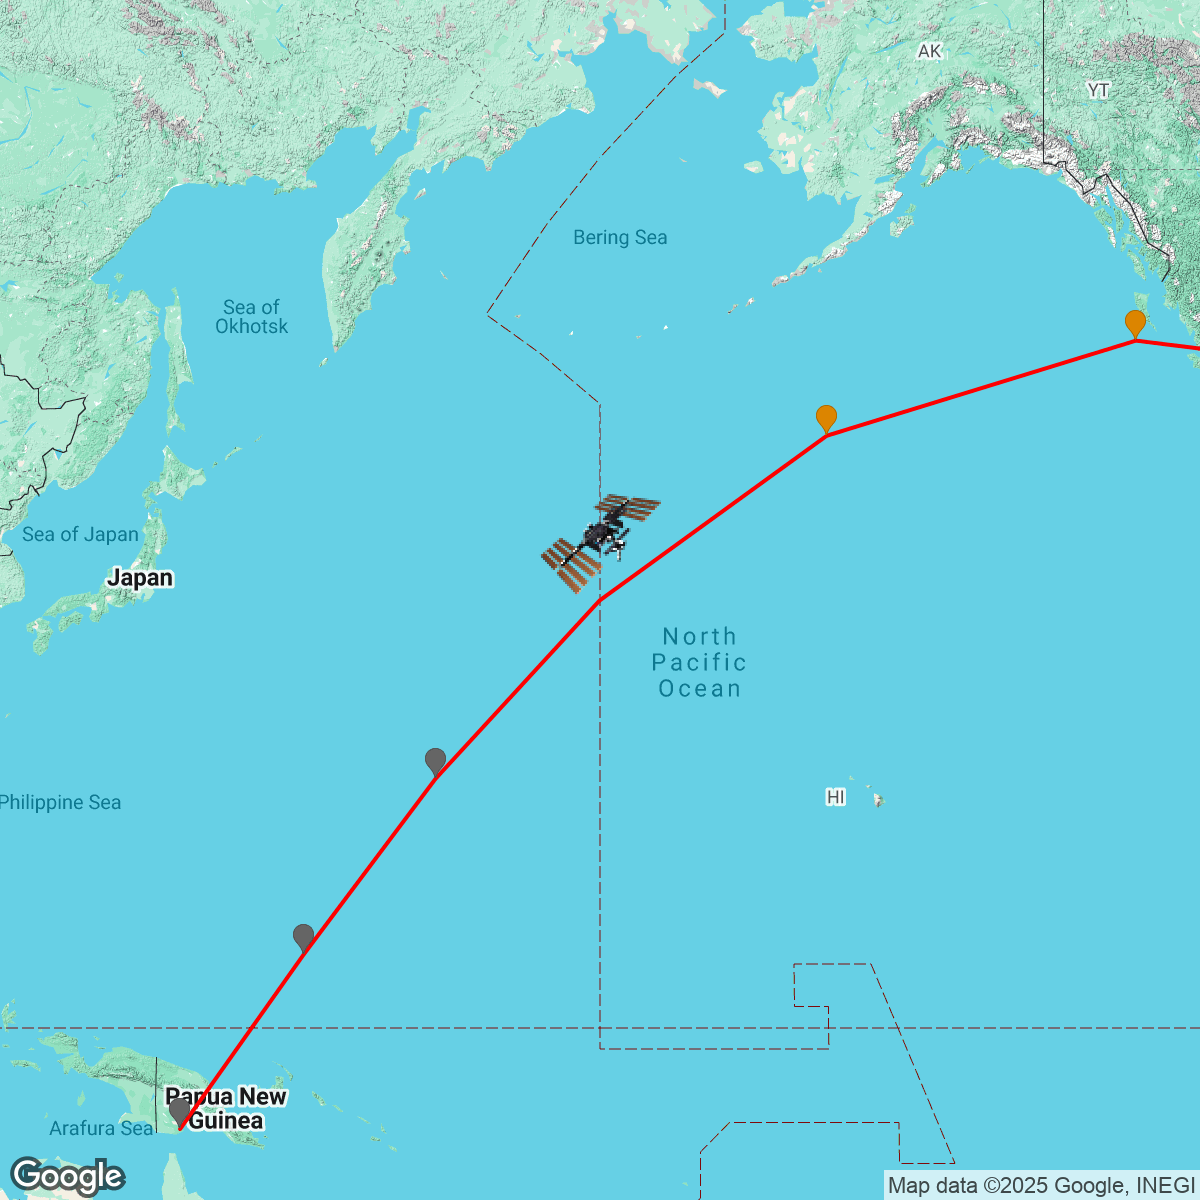 AK
YT
Bering Sea
Sea of
Okhotsk
Sea of Japan
Japan
North
Pacific
Ocean
HI
Philippine Sea
Papua New
Guinea
Arafura Sea
Google
Map data ©2025 Google, INEGI